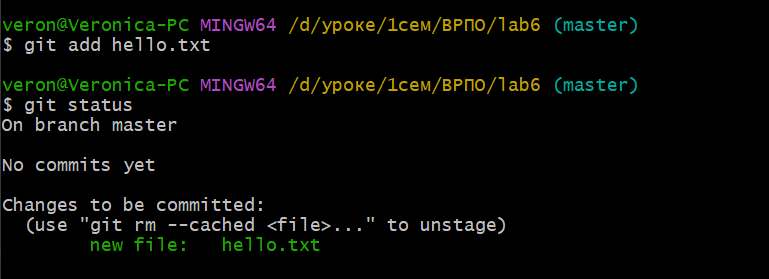 veron@Veronica-PC MINGW64 /d/уроке/1сем/ВРПО/lab6 (master)
$ git add hello.txt
veron@Veronica-PC MINGW64 /d/уроке/1сем/ВРПО/lab6 (master)
$ git status
On branch master
No commits yet
Changes to be committed:
(use "git rm --cached <file>..." to unstage)
new file: hello.txt